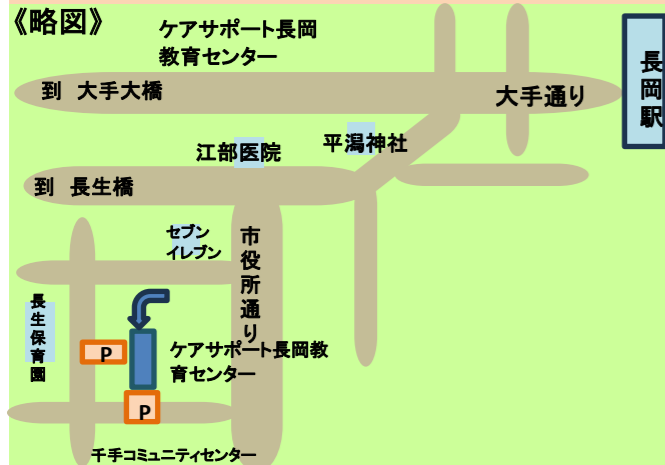 《略図》
ケアサポート長岡
教育センター
長岡駅
到 大手大橋
大手通り
江部医院
平潟神社
到 長生橋
セブン
イレブン
市役所通り
長生保育園
P
ケアサポート長岡教
育センター
P
千手コミュニティセンター